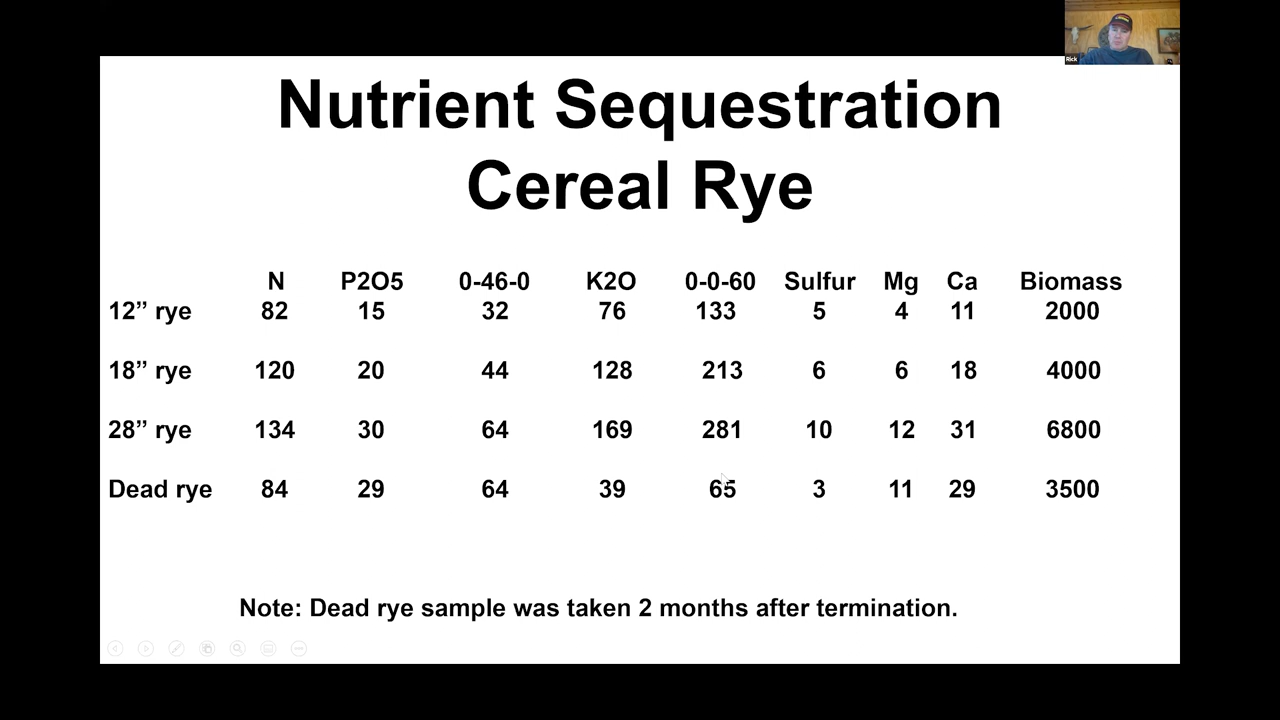 Rick
Nutrient Sequestration
Cereal Rye
N P2O5 0-46-0 K2O 0-0-60 Sulfur Mg Ca Biomass
12” rye 82 15 32 76 133 5 4 11 2000
18” rye 120 20 44 128 213 6 6 18 4000
28” rye 134 30 64 169 281 10 12 31 6800
Dead rye 84 29 64 39 65 3 11 29 3500
Note: Dead rye sample was taken 2 months after termination.